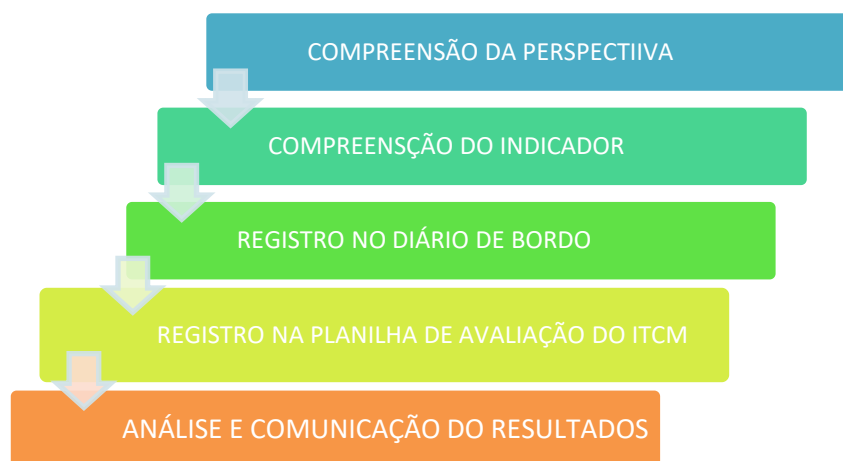 COMPREENSÃO DA PERSPECTIIVA
COMPREENSÇÃO DO INDICADOR
REGISTRO NO DIÁRIO DE BORDO
REGISTRO NA PLANILHA DE AVALIAÇÃO DO ITCM
ANÁLISE E COMUNICAÇÃO DO RESULTADOS